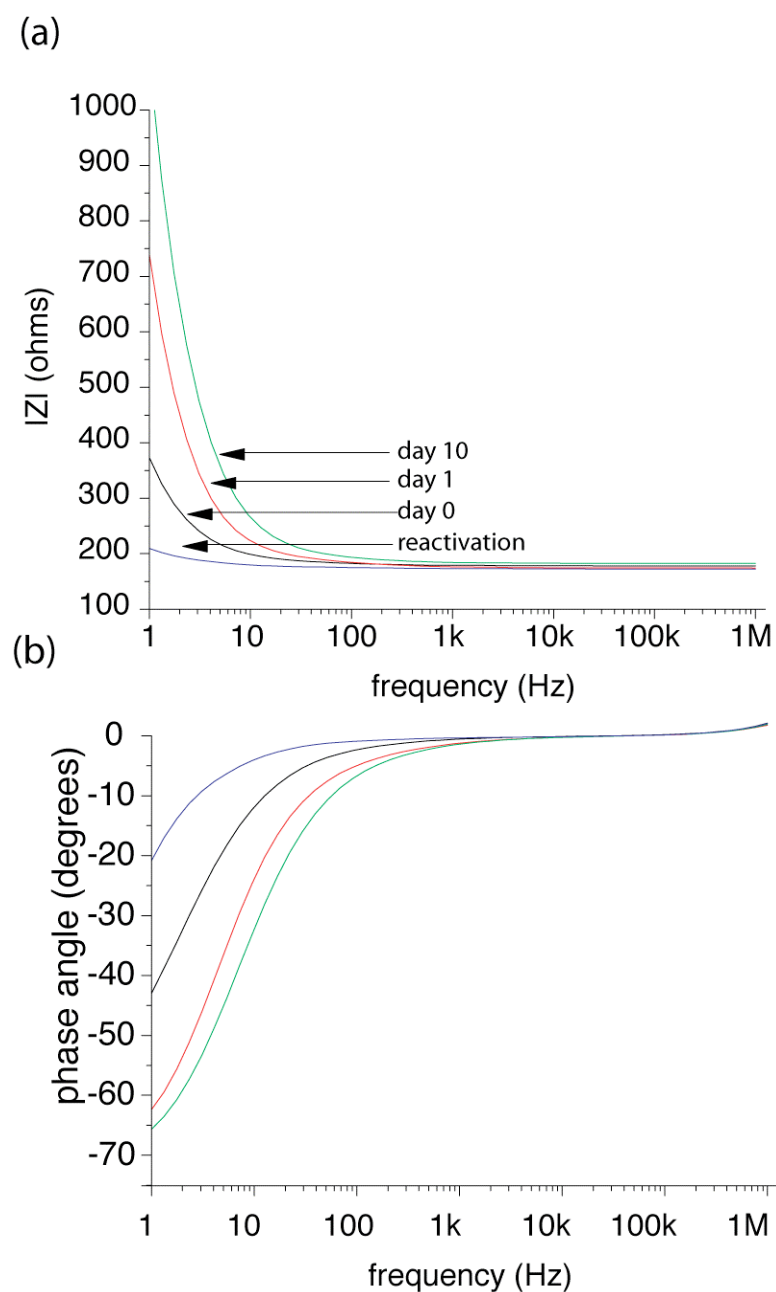 (a)
1000
900
800
700
600
500
400
300
200
100
|Z| (ohms)
day 10
day 1
day 0
reactivation
1 10 100 1k 10k 100k 1M
frequency (Hz)
(b)
0
-10
-20
-30
-40
-50
-60
-70
phase angle (degrees)
1 10 100 1k 10k 100k 1M
frequency (Hz)